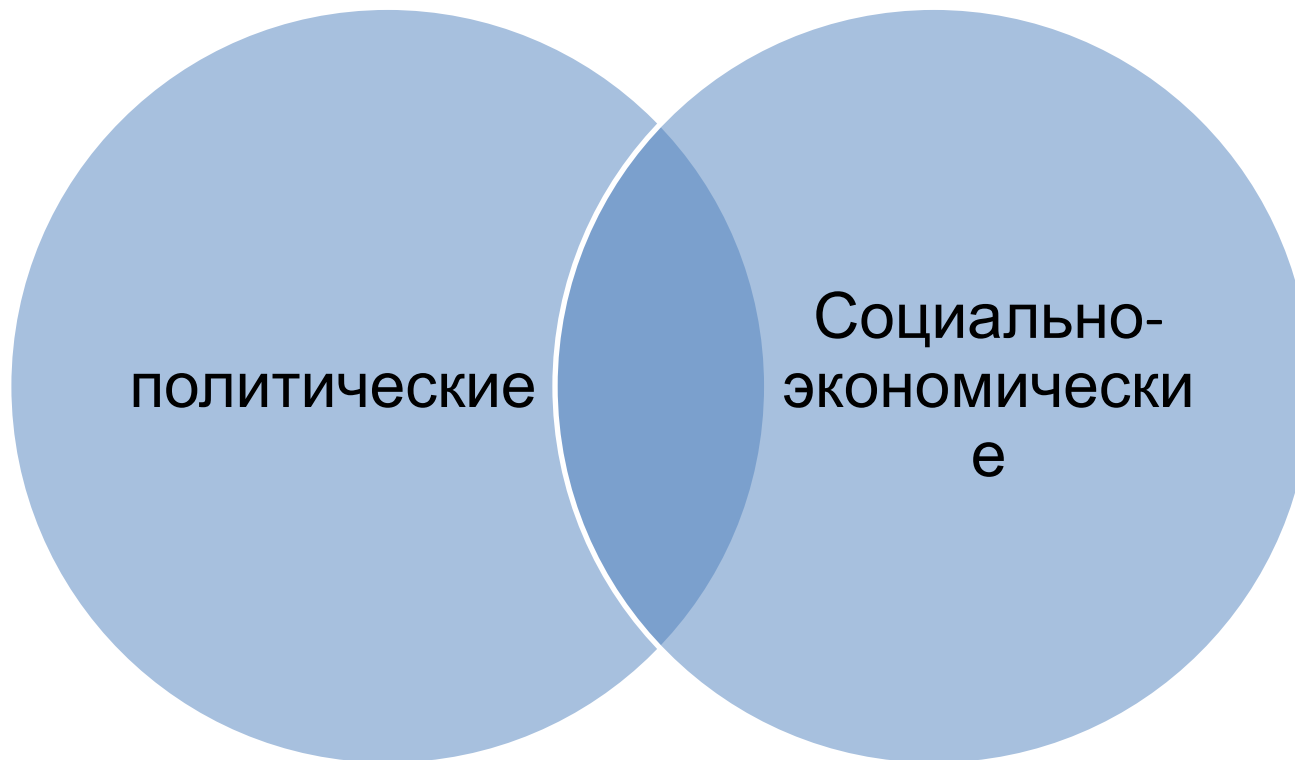 политические
Социально-
экономически
е